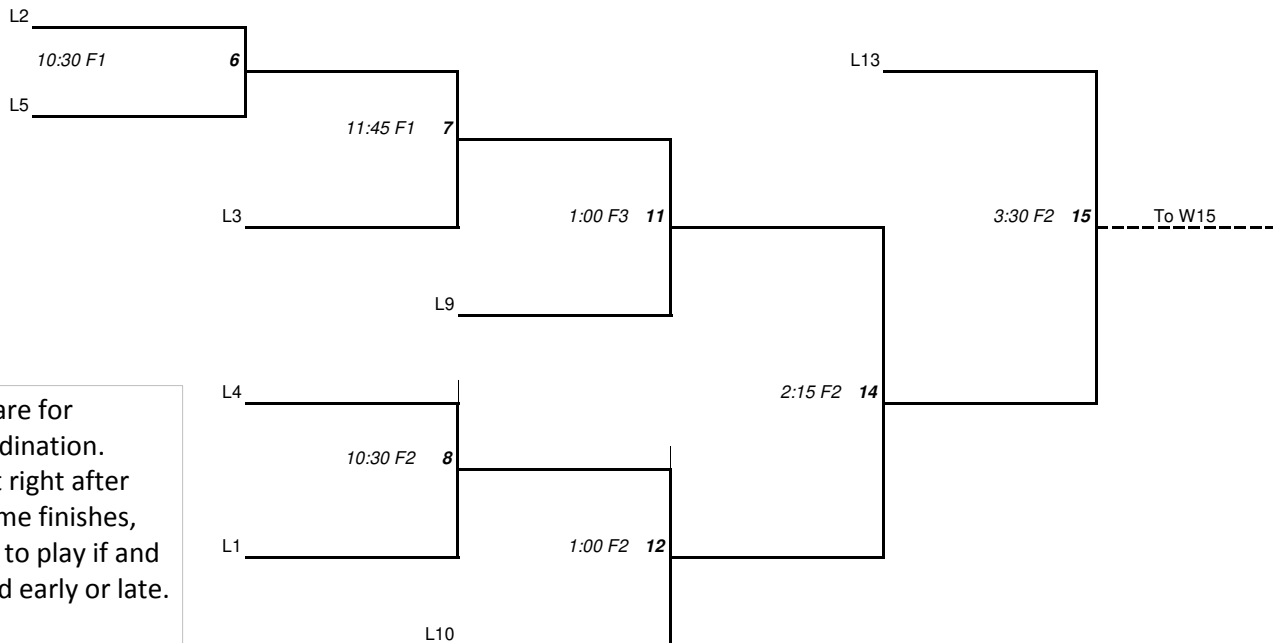 L2
10:30 F1 6
L13
L5
11:45 F1 7
L3
1:00 F3 11
3:30 F2 15
To W15
L9
L4
2:15 F2 14
are for
dination.
t right after
me finishes,
to play if and
d early or late.
10:30 F2 8
L1
1:00 F2 12
L10